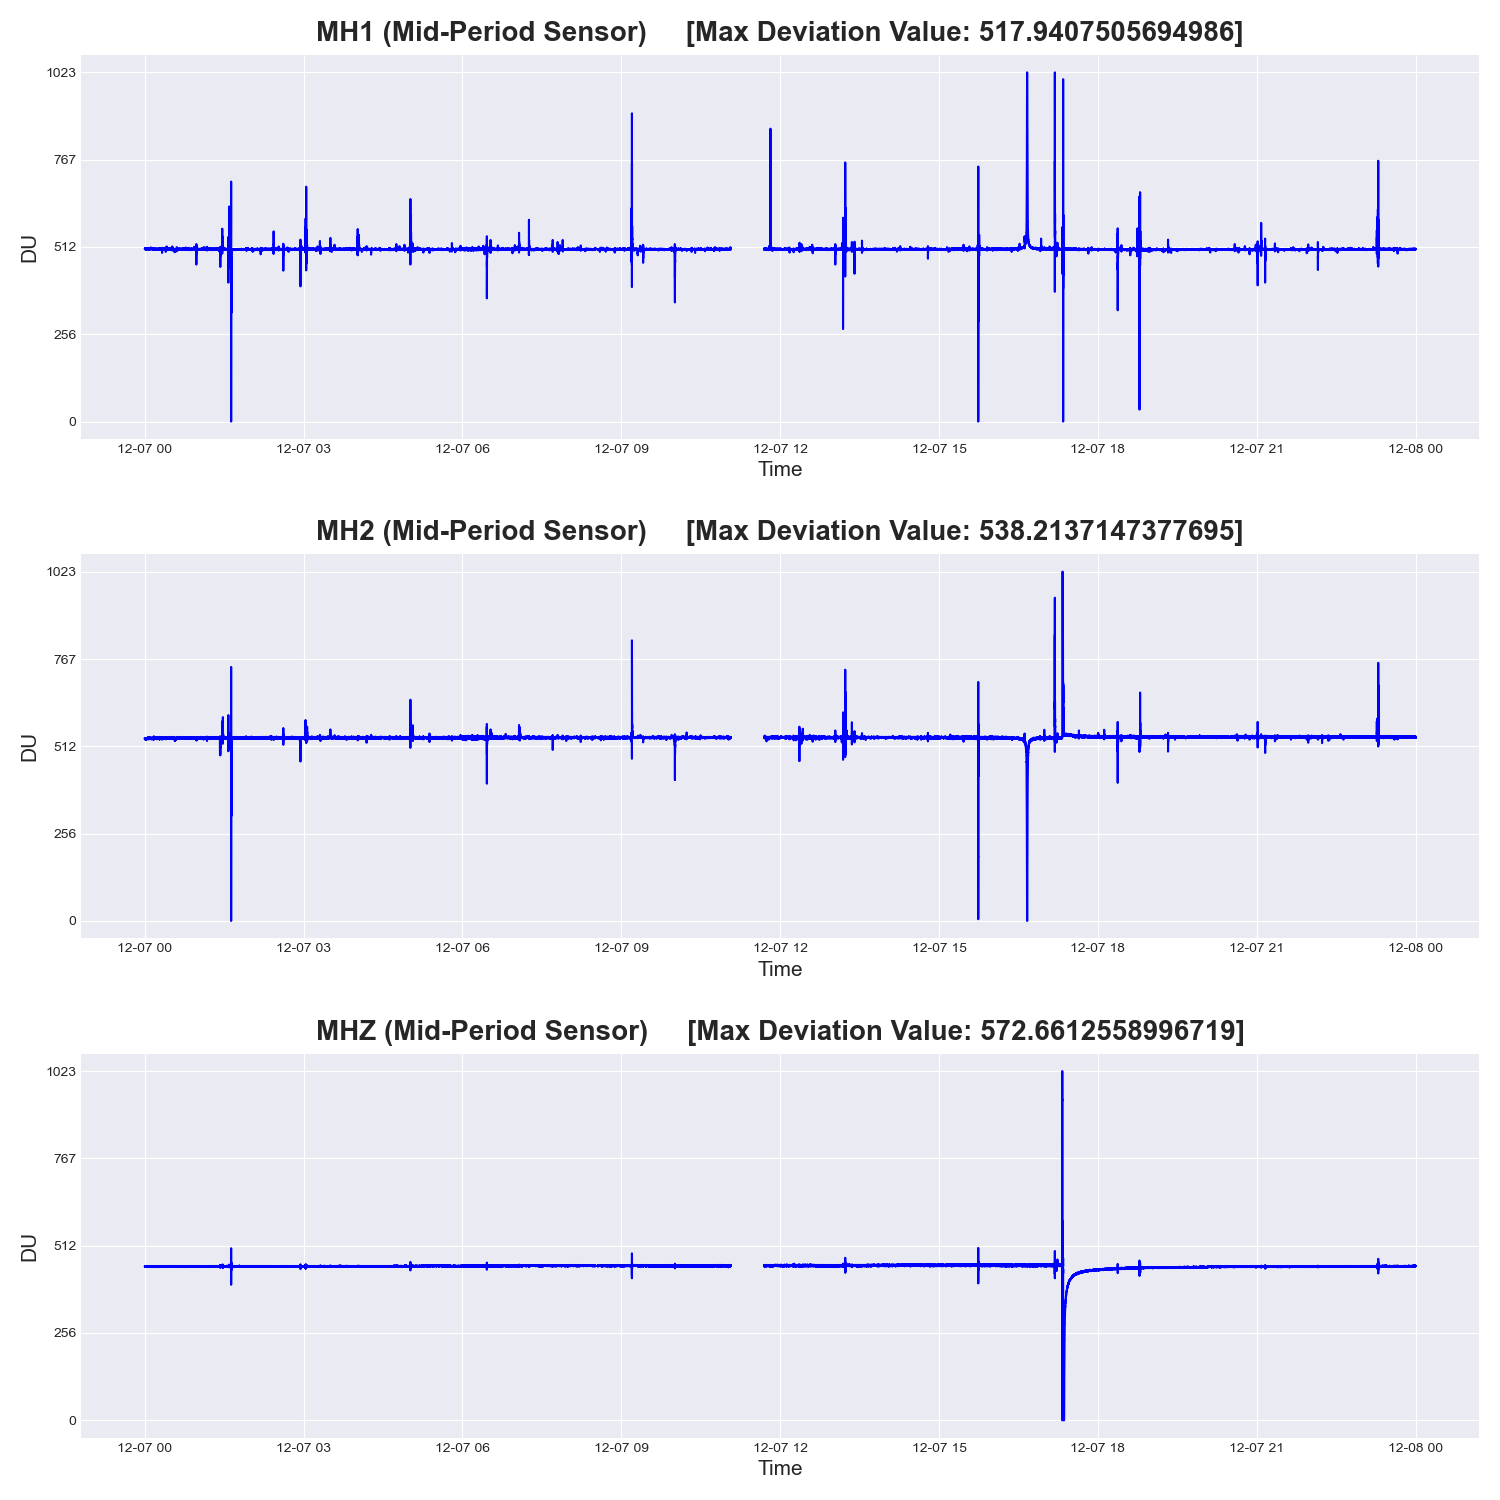 MH1 (Mid-Period Sensor) [Max Deviation Value: 517.9407505694986]
1023
767
512
256
0
DU
12-07 00 12-07 03 12-07 06 12-07 09 12-07 12 12-07 15 12-07 18 12-07 21 12-08 00
Time
MH2 (Mid-Period Sensor) [Max Deviation Value: 538.2137147377695]
1023
767
512
256
0
DU
12-07 00 12-07 03 12-07 06 12-07 09 12-07 12 12-07 15 12-07 18 12-07 21 12-08 00
Time
MHZ (Mid-Period Sensor) [Max Deviation Value: 572.6612558996719]
1023
767
512
256
0
DU
12-07 00 12-07 03 12-07 06 12-07 09 12-07 12 12-07 15 12-07 18 12-07 21 12-08 00
Time